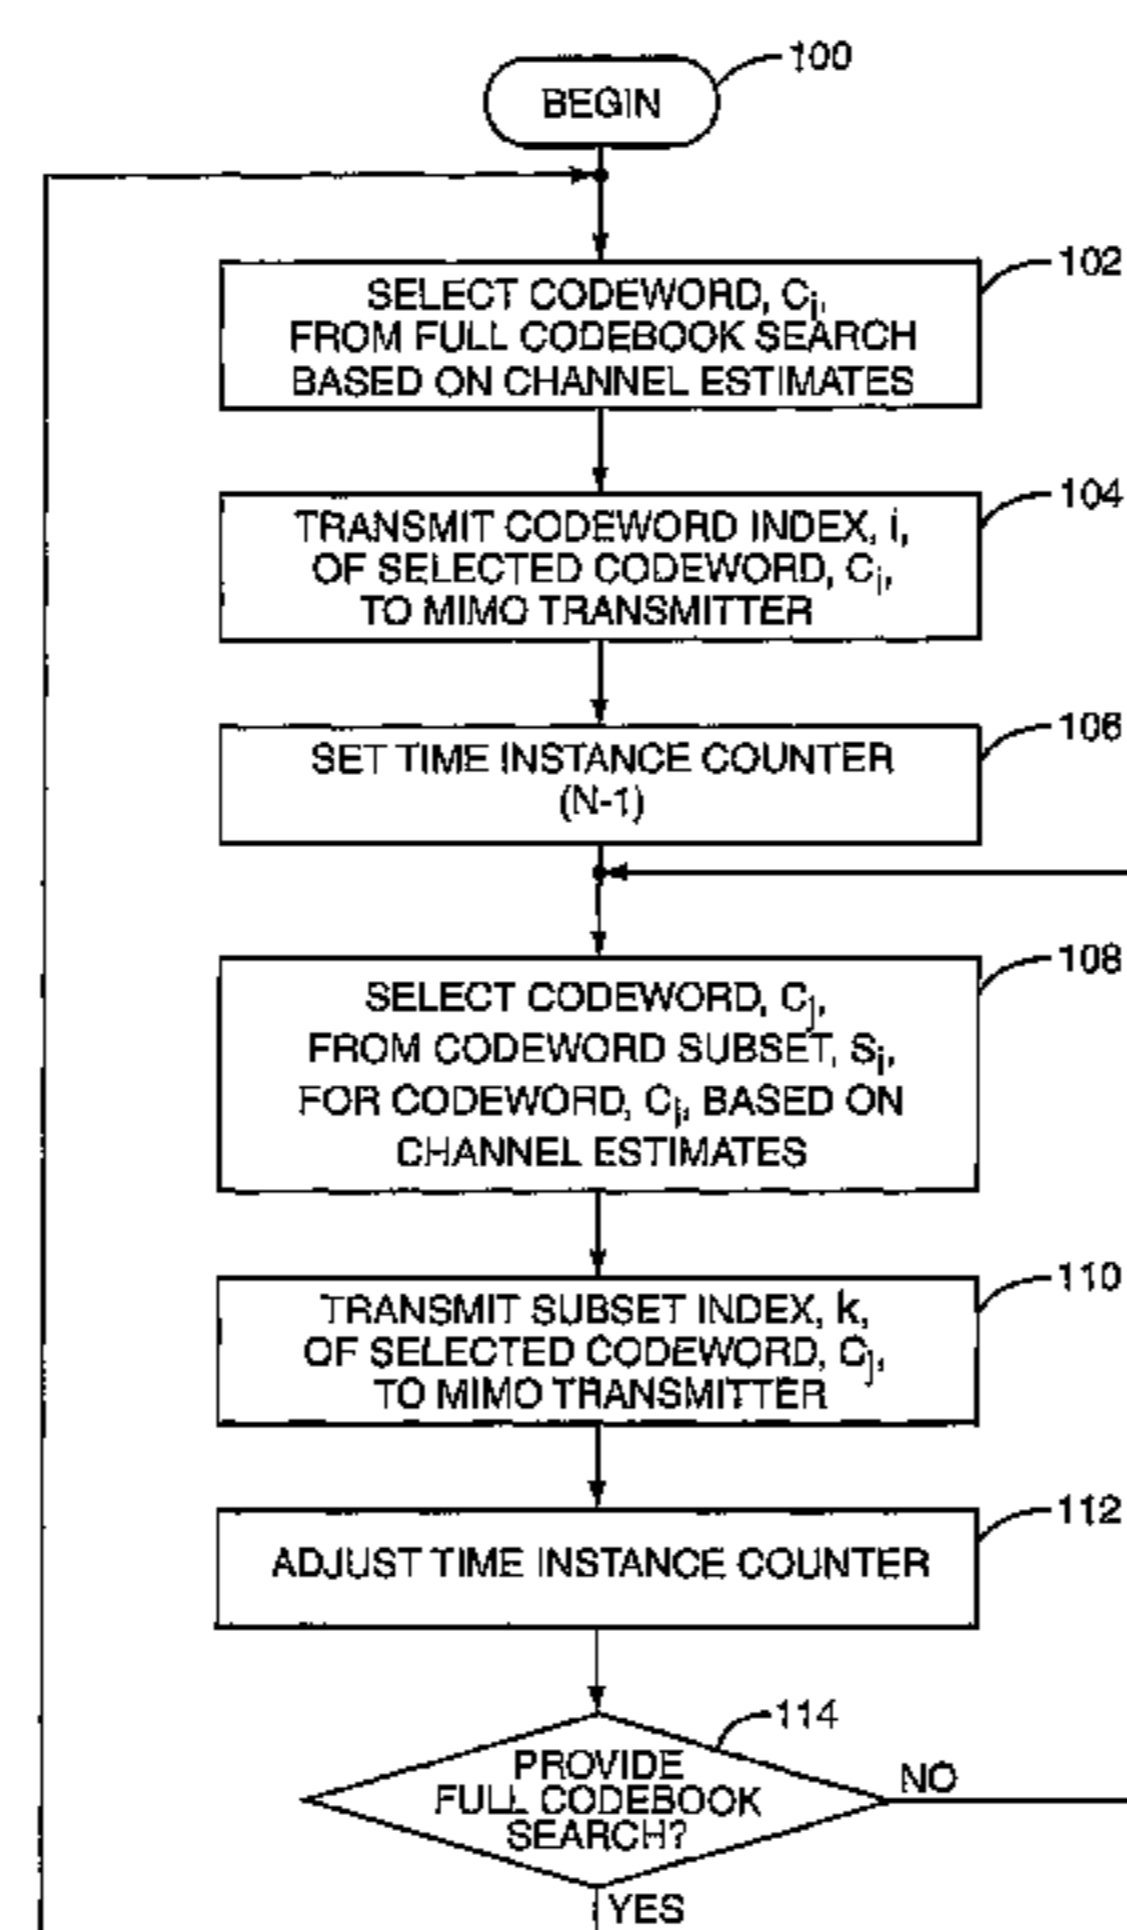 100
BEGIN
102
SELECT CODEWORD, Ci,
FROM FULL CODEBOOK SEARCH
BASED ON CHANNEL ESTIMATES
104
TRANSMIT CODEWORD INDEX, i,
OF SELECTED CODEWORD, Ci,
TO MIMO TRANSMITTER
106
SET TIME INSTANCE COUNTER
(N-1)
108
SELECT CODEWORD, Cj,
FROM CODEWORD SUBSET, Si,
FOR CODEWORD, Ci, BASED ON
CHANNEL ESTIMATES
110
TRANSMIT SUBSET INDEX, k,
OF SELECTED CODEWORD, Cj,
TO MIMO TRANSMITTER
112
ADJUST TIME INSTANCE COUNTER
114
PROVIDE
FULL CODEBOOK
SEARCH?
NO
YES